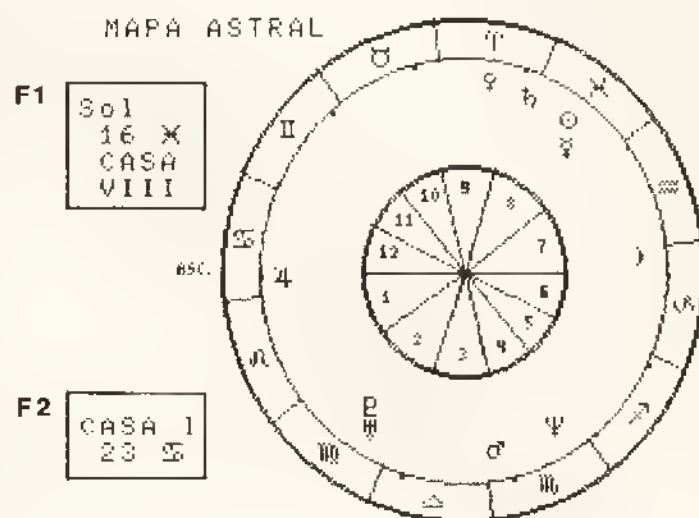 MAPA ASTRAL
F1
Sol
16 ♓
CASA
VIII
♉ ♈ ♓
♀ ♄
☉
☿
♊
♒
10 9 8
11
12 7
♋
ASC.
♃
1 6
2 3 4 5
♑
♌
♐
F2
CASA 1
23 ♋
♇
♅
♆
♂
♍ ♎ ♏